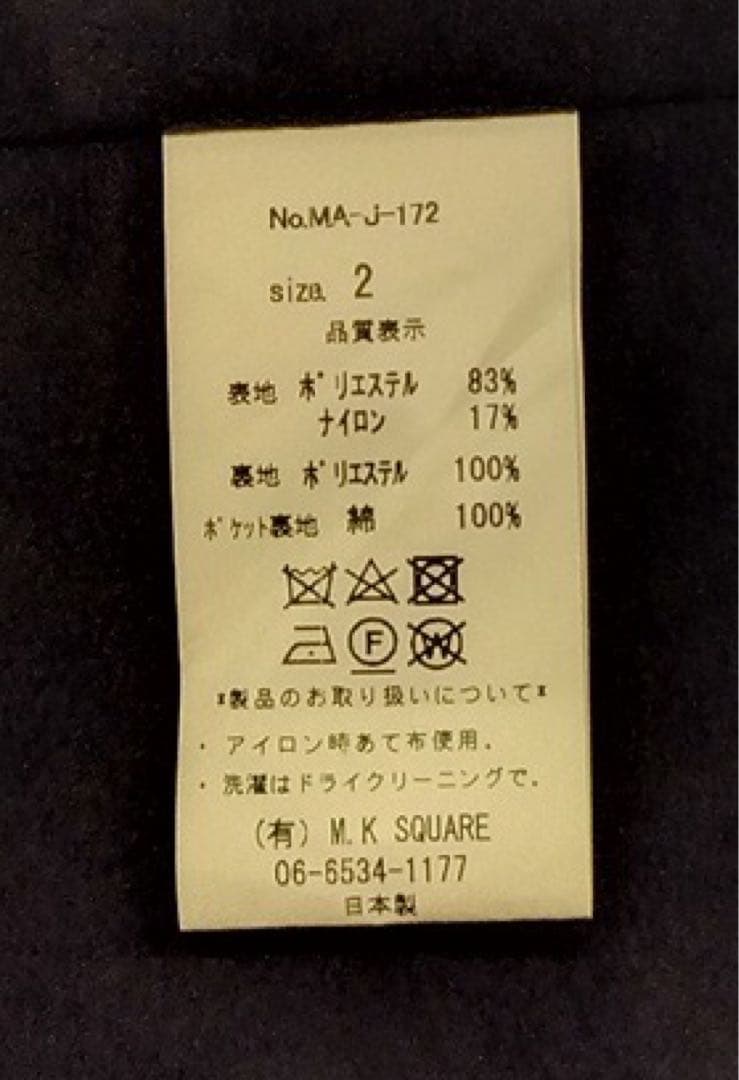 No.MA-J-172
size. 2
品質表示
表地 ポリエステル 83%
ナイロン 17%
裏地 ポリエステル 100%
ポケット裏地 綿 100%
F W
*製品のお取り扱いについて*
・アイロン時あて布使用.
・洗濯はドライクリーニングで.
(有) M.K SQUARE
06-6534-1177
日本製